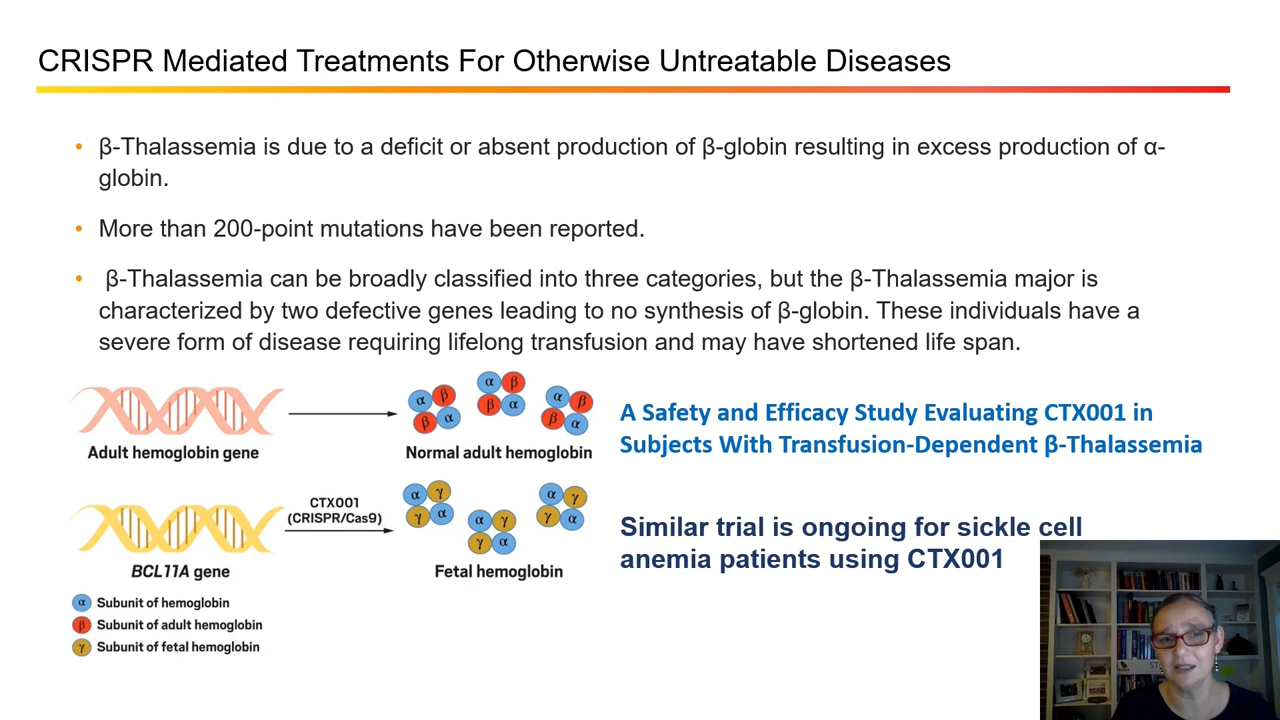 CRISPR Mediated Treatments For Otherwise Untreatable Diseases
• β-Thalassemia is due to a deficit or absent production of β-globin resulting in excess production of α-
globin.
• More than 200-point mutations have been reported.
• β-Thalassemia can be broadly classified into three categories, but the β-Thalassemia major is
characterized by two defective genes leading to no synthesis of β-globin. These individuals have a
severe form of disease requiring lifelong transfusion and may have shortened life span.
α β β α
α β β α
α β β α
Adult hemoglobin gene
Normal adult hemoglobin
A Safety and Efficacy Study Evaluating CTX001 in
Subjects With Transfusion-Dependent β-Thalassemia
CTX001
(CRISPR/Cas9)
α γ γ α
α γ γ α
α γ γ α
BCL11A gene
Fetal hemoglobin
Similar trial is ongoing for sickle cell
anemia patients using CTX001
α Subunit of hemoglobin
β Subunit of adult hemoglobin
γ Subunit of fetal hemoglobin